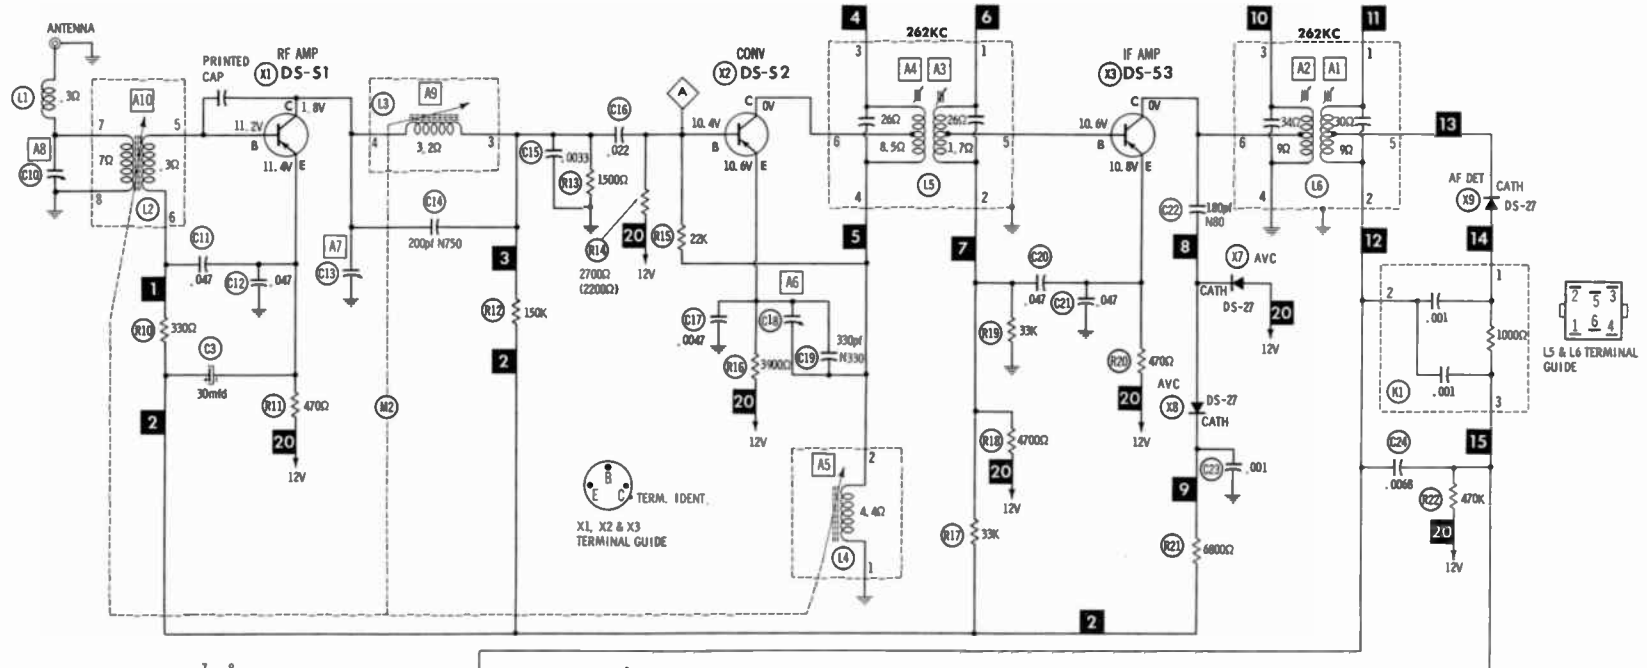 ANTENNA
L1
.3Ω
A8
C10
7
7Ω
8
A10
5
.3Ω
L2
6
PRINTED
CAP
RF AMP
X1 DS-S1
C
1.8V
11.2V
B
11.4V
E
C11
.047
C12
.047
1
R10
330Ω
C3
30mfd
2
R11
470Ω
20
12V
L3
A9
4
3.2Ω
3
C14
200pf N750
A7
C13
M2
C15
.0033
R13
1500Ω
C16
.022
R14
2700Ω
(2200Ω)
20
12V
3
R12
150K
2
A
R15
22K
CONV
X2 DS-S2
C
0V
10.4V
B
10.6V
E
C17
.0047
A6
C18
C19
330pf
N330
R16
3900Ω
20
12V
B
E
C
TERM. IDENT.
X1, X2 & X3
TERMINAL GUIDE
4
6
262KC
3
1
A4
A3
26Ω
26Ω
8.5Ω
1.7Ω
6
5
L5
4
2
5
7
A5
2
4.4Ω
L4
1
C20
.047
C21
.047
R19
33K
R18
4700Ω
20
12V
R17
33K
2
IF AMP
X3 DS-53
C
0V
10.6V
B
10.8V
E
R20
470Ω
20
12V
C22
180pf
N80
8
X7 AVC
CATH
DS-27
20
12V
AVC
X8
DS-27
CATH
C23
.001
9
R21
6800Ω
10
11
262KC
3
1
A2
A1
34Ω
30Ω
9Ω
9Ω
6
5
L6
4
2
12
13
AF DET
X9
CATH
DS-27
14
1
2
.001
1000Ω
.001
K1
3
C24
.0068
15
R22
470K
20
12V
2 5 3
1 6 4
L5 & L6 TERMINAL
GUIDE